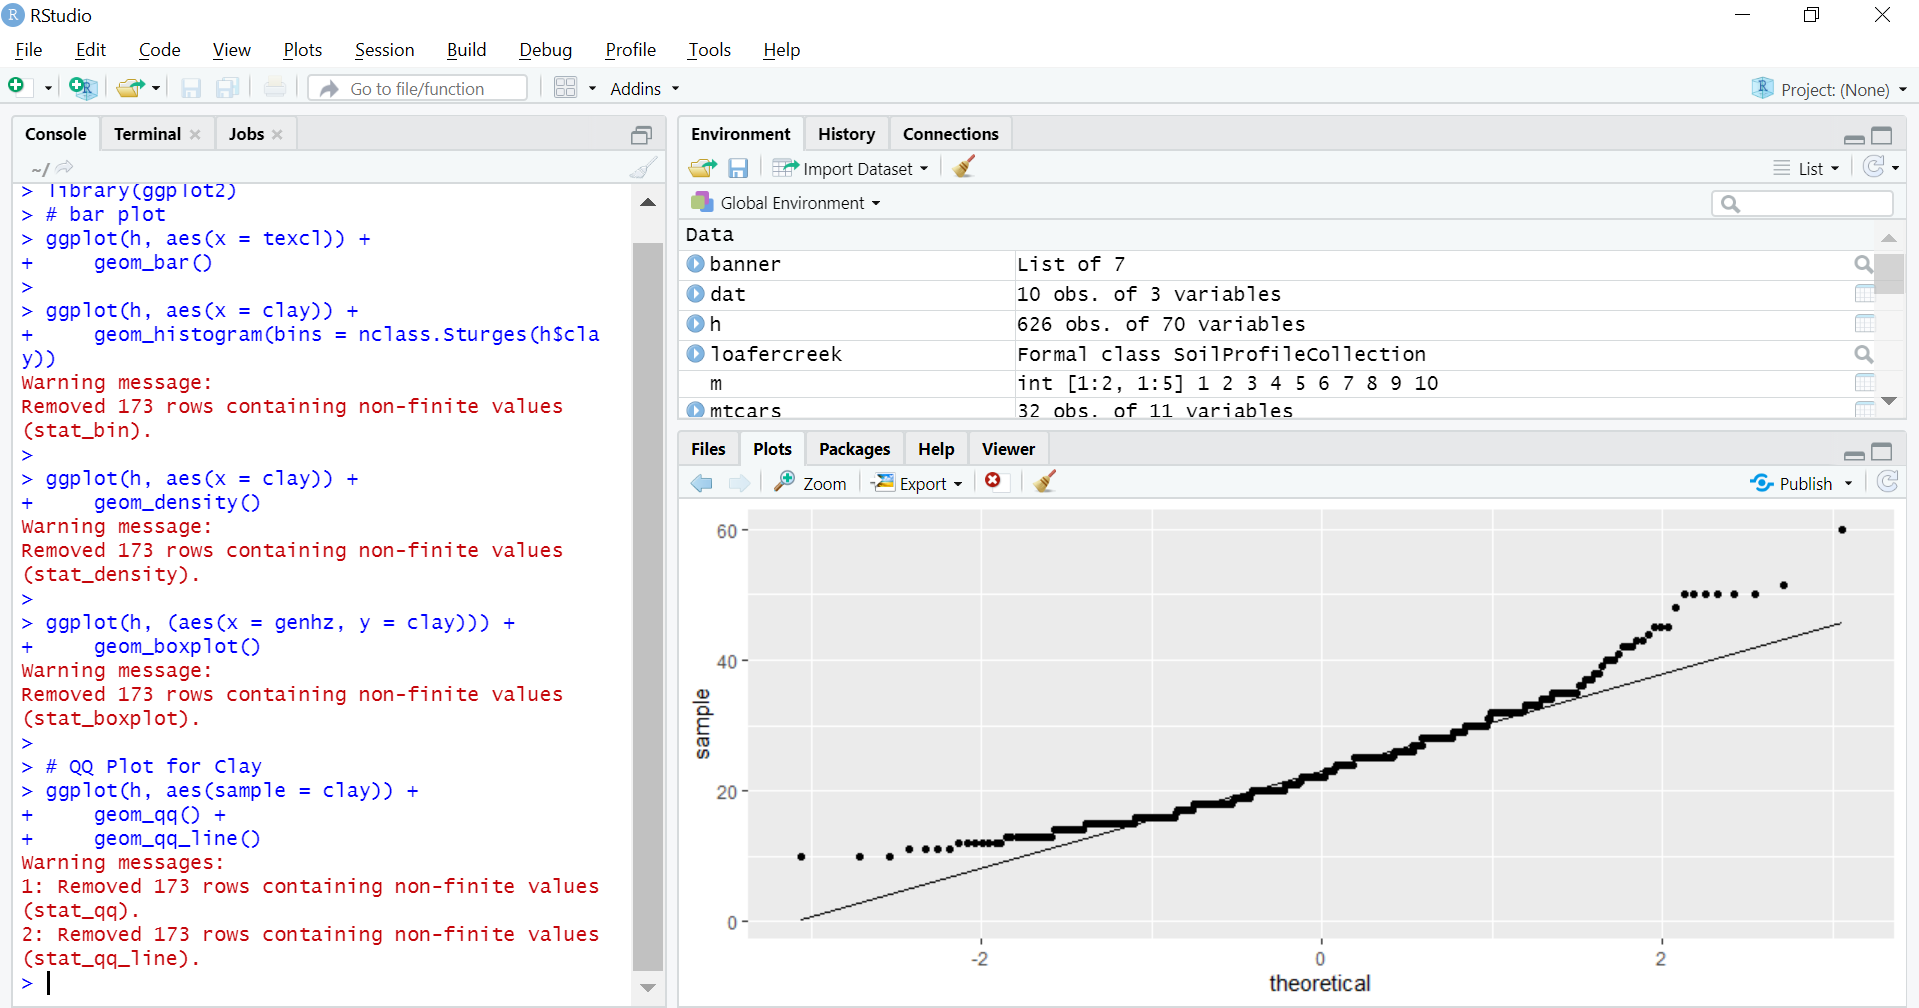 RStudio
File Edit Code View Plots Session Build Debug Profile Tools Help
Go to file/function Addins Project: (None)
Console Terminal Jobs
~/
> library(ggplot2)
> # bar plot
> ggplot(h, aes(x = texcl)) +
+     geom_bar()
>
> ggplot(h, aes(x = clay)) +
+     geom_histogram(bins = nclass.Sturges(h$cla
y))
Warning message:
Removed 173 rows containing non-finite values
(stat_bin).
>
> ggplot(h, aes(x = clay)) +
+     geom_density()
Warning message:
Removed 173 rows containing non-finite values
(stat_density).
>
> ggplot(h, (aes(x = genhz, y = clay))) +
+     geom_boxplot()
Warning message:
Removed 173 rows containing non-finite values
(stat_boxplot).
>
> # QQ Plot for Clay
> ggplot(h, aes(sample = clay)) +
+     geom_qq() +
+     geom_qq_line()
Warning messages:
1: Removed 173 rows containing non-finite values
(stat_qq).
2: Removed 173 rows containing non-finite values
(stat_qq_line).
>
Environment History Connections
Import Dataset List
Global Environment
Data
banner List of 7
dat 10 obs. of 3 variables
h 626 obs. of 70 variables
loafercreek Formal class SoilProfileCollection
m int [1:2, 1:5] 1 2 3 4 5 6 7 8 9 10
mtcars 32 obs. of 11 variables
Files Plots Packages Help Viewer
Zoom Export Publish
60
40
20
0
sample
-2 0 2
theoretical